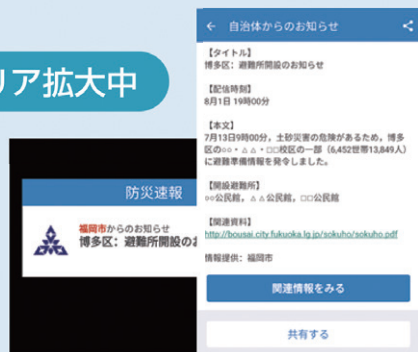 リア拡大中
防災速報
福岡市からのお知らせ
博多区：避難所開設のお
自治体からのお知らせ
【タイトル】
博多区：避難所開設のお知らせ
【配信時刻】
8月1日 19時00分
【本文】
7月13日9時00分，土砂災害の危険があるため，博多
区の○○・△△・□□校区の一部（6,452世帯13,849人）
に避難準備情報を発令しました。
【開設避難所】
○○公民館，△△公民館，□□公民館
【関連資料】
http://bousai.city.fukuoka.lg.jp/sokuho/sokuho.pdf
情報提供：福岡市
関連情報をみる
共有する